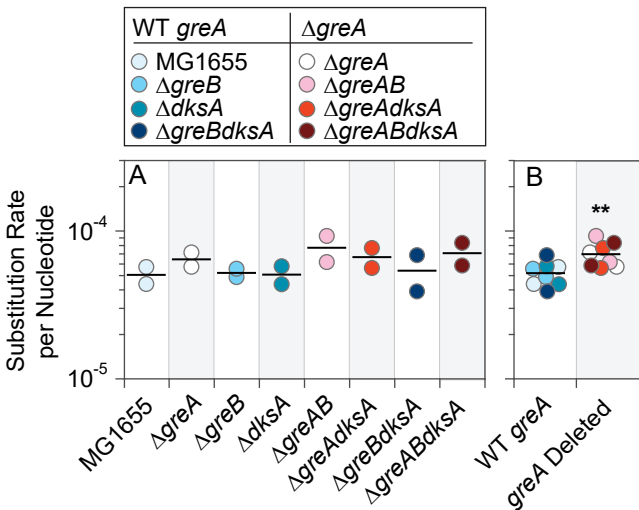 WT greA ΔgreA
MG1655 ΔgreA
ΔgreB ΔgreAB
ΔdksA ΔgreAdksA
ΔgreBdksA ΔgreABdksA
A B
**
Substitution Rate
per Nucleotide
10⁻⁴
10⁻⁵
MG1655
ΔgreA
ΔgreB
ΔdksA
ΔgreAB
ΔgreAdksA
ΔgreBdksA
ΔgreABdksA
WT greA
greA Deleted